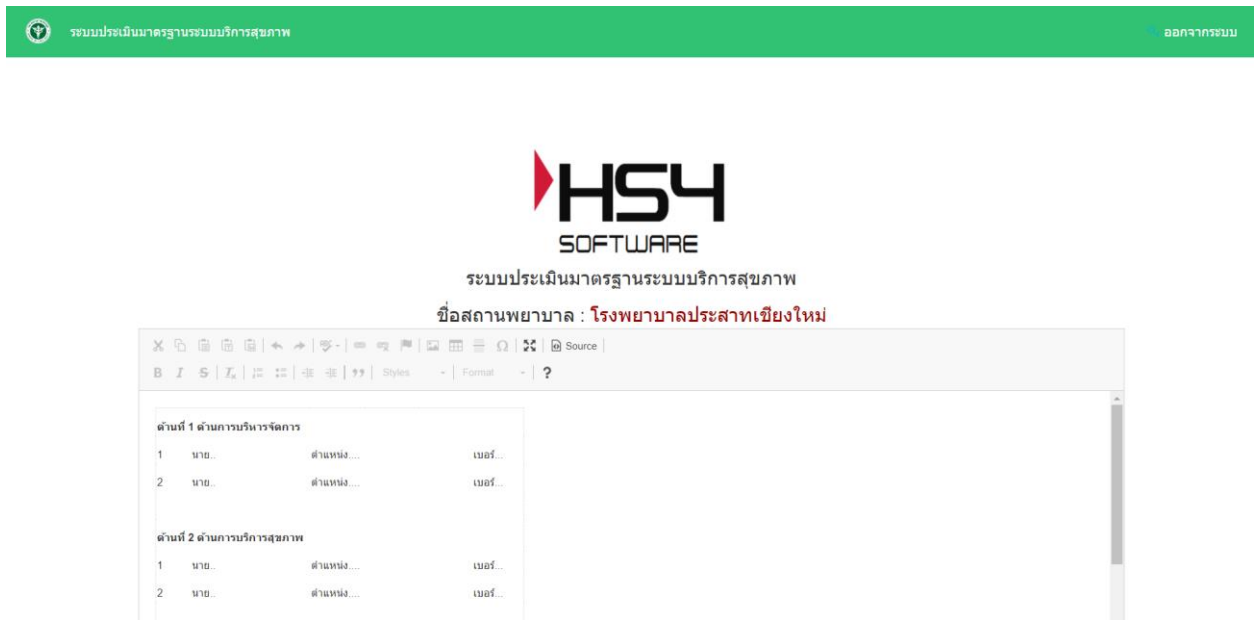 ระบบประเมินมาตรฐานระบบบริการสุขภาพ ออกจากระบบ
HS4
SOFTWARE
ระบบประเมินมาตรฐานระบบบริการสุขภาพ
ชื่อสถานพยาบาล : โรงพยาบาลประสาทเชียงใหม่
Source
B I S Tx Styles Format ?
ด้านที่ 1 ด้านการบริหารจัดการ
1 นาย.. ตำแหน่ง.... เบอร์...
2 นาย.. ตำแหน่ง.... เบอร์...
ด้านที่ 2 ด้านการบริการสุขภาพ
1 นาย.. ตำแหน่ง.... เบอร์...
2 นาย.. ตำแหน่ง.... เบอร์...